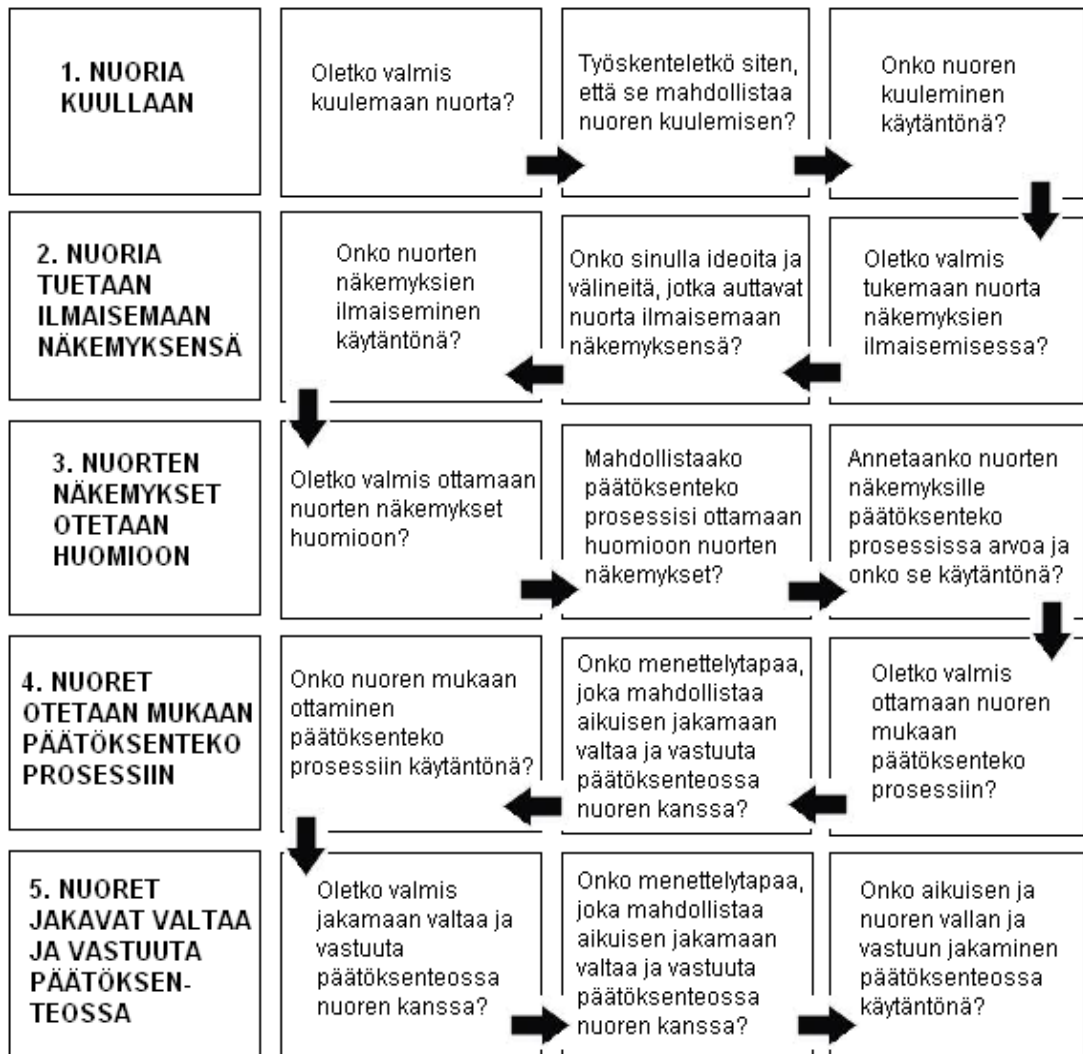 1. NUORIA
KUULLAAN
Oletko valmis
kuulemaan nuorta?
Työskenteletkö siten,
että se mahdollistaa
nuoren kuulemisen?
Onko nuoren
kuuleminen
käytäntönä?
2. NUORIA
TUETAAN
ILMAISEMAAN
NÄKEMYKSENSÄ
Onko nuorten
näkemyksien
ilmaiseminen
käytäntönä?
Onko sinulla ideoita ja
välineitä, jotka auttavat
nuorta ilmaisemaan
näkemyksensä?
Oletko valmis
tukemaan nuorta
näkemyksien
ilmaisemisessa?
3. NUORTEN
NÄKEMYKSET
OTETAAN
HUOMIOON
Oletko valmis ottamaan
nuorten näkemykset
huomioon?
Mahdollistaako
päätöksenteko
prosessisi ottamaan
huomioon nuorten
näkemykset?
Annetaanko nuorten
näkemyksille
päätöksenteko
prosessissa arvoa ja
onko se käytäntönä?
4. NUORET
OTETAAN MUKAAN
PÄÄTÖKSENTEKO
PROSESSIIN
Onko nuoren mukaan
ottaminen
päätöksenteko
prosessiin käytäntönä?
Onko menettelytapaa,
joka mahdollistaa
aikuisen jakamaan
valtaa ja vastuuta
päätöksenteossa
nuoren kanssa?
Oletko valmis
ottamaan nuoren
mukaan
päätöksenteko
prosessiin?
5. NUORET
JAKAVAT VALTAA
JA VASTUUTA
PÄÄTÖKSEN-
TEOSSA
Oletko valmis
jakamaan valtaa ja
vastuuta
päätöksenteossa
nuoren kanssa?
Onko menettelytapaa,
joka mahdollistaa
aikuisen jakamaan
valtaa ja vastuuta
päätöksenteossa
nuoren kanssa?
Onko aikuisen ja
nuoren vallan ja
vastuun jakaminen
päätöksenteossa
käytäntönä?